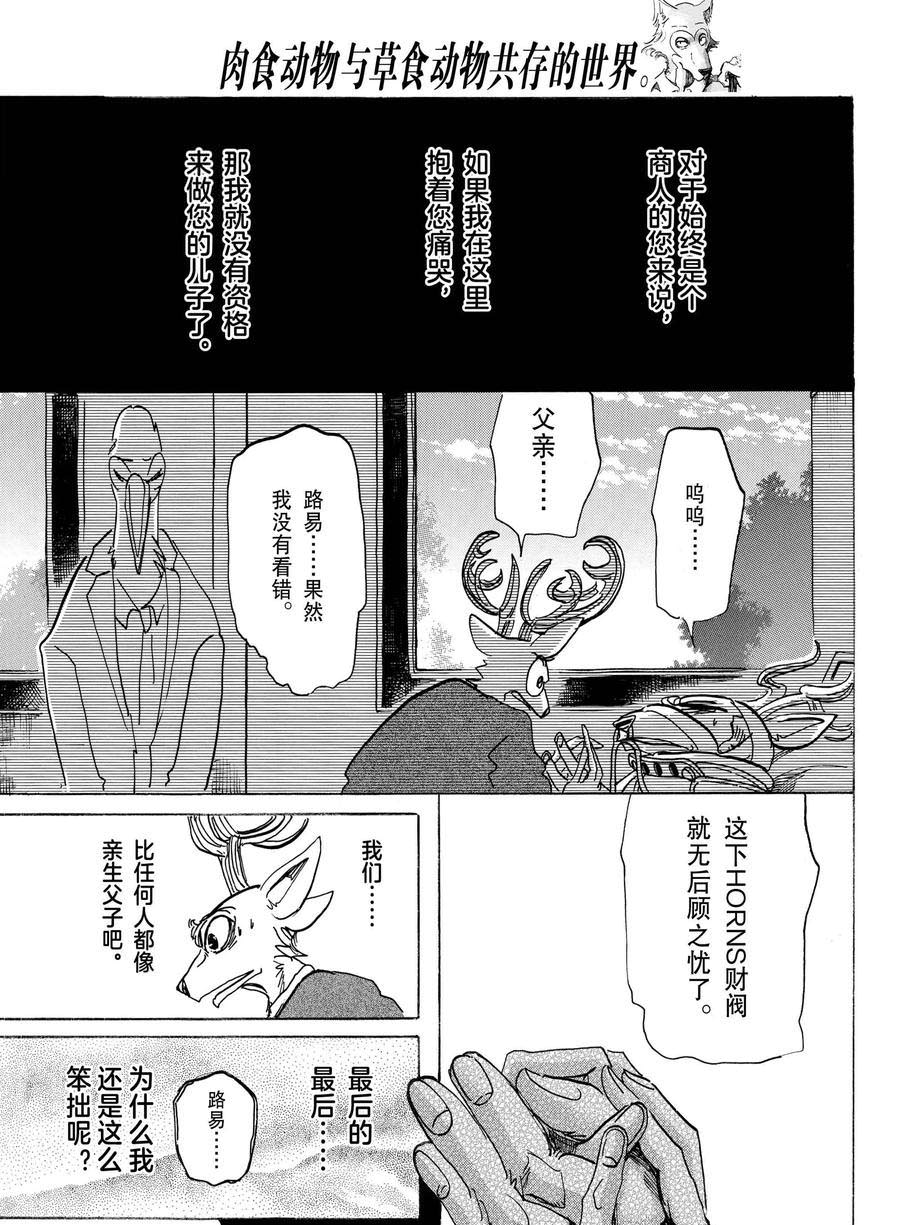 肉食动物与草食动物共存的世界。
对于始终是个
商人的您来说，
如果我在这里
抱着您痛哭，
那我就没有资格
来做您的儿子了。
呜呜……
父亲……
路易……果然
我没有看错。
这下HORNS财阀
就无后顾之忧了。
我们……
比任何人都像
亲生父子吧。
最后的
最后……
路易……
为什么我
还是这么
笨拙呢？